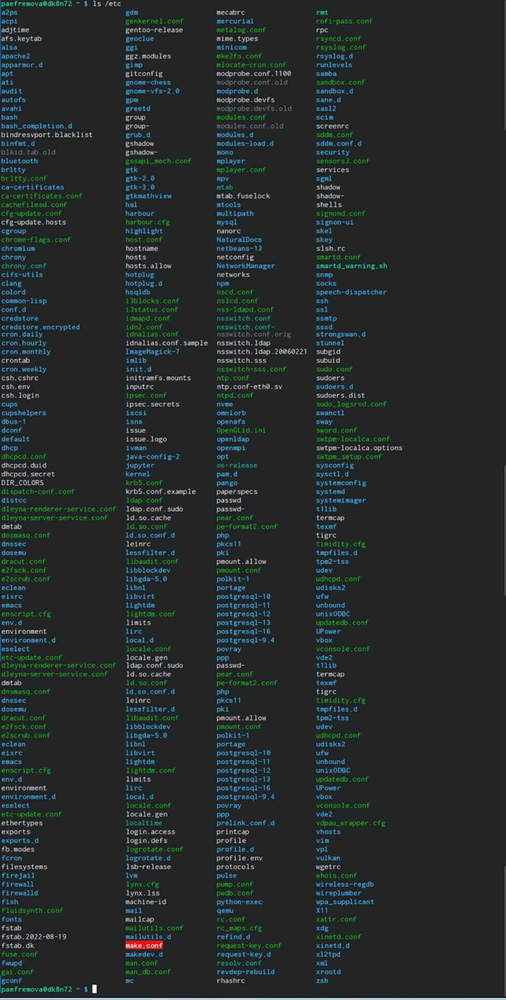 paefremova@dk8n72 ~ $ ls /etc
a2ps gdm mecabrc rmt
acpi genkernel.conf mercurial rofi-pass.conf
adjtime gentoo-release metalog.conf rpc
afs.keytab geoclue mime.types rsyncd.conf
alsa ggi minicom rsyslog.conf
apache2 ggz.modules mke2fs.conf rsyslog.d
apparmor.d gimp mlocate-cron.conf runlevels
apt gitconfig modprobe.conf.1100 samba
ati gnome-chess modprobe.conf.old sandbox.conf
audit gnome-vfs-2.0 modprobe.d sandbox.d
autofs gpm modprobe.devfs sane.d
avahi greetd modprobe.devfs.old sasl2
bash group modules.conf scim
bash_completion.d group- modules.conf.old screenrc
bindresvport.blacklist grub.d modules.d sddm.conf
binfmt.d gshadow modules-load.d sddm.conf.d
blkid.tab.old gshadow- mono security
bluetooth gssapi_mech.conf mplayer sensors3.conf
brltty gtk mplayer.conf services
brltty.conf gtk-2.0 mpv sgml
ca-certificates gtk-3.0 mtab shadow
ca-certificates.conf gtkmathview mtab.fuselock shadow-
cachefilesd.conf hal mtools shells
cfg-update.conf harbour multipath signond.conf
cfg-update.hosts harbour.cfg mysql signon-ui
cgroup highlight nanorc skel
chrome-flags.conf host.conf NaturalDocs skey
chromium hostname netbeans-13 slsh.rc
chrony hosts netconfig smartd.conf
chrony.conf hosts.allow NetworkManager smartd_warning.sh
cifs-utils hotplug networks snmp
clang hotplug.d npm socks
colord hsqldb nscd.conf speech-dispatcher
common-lisp i3blocks.conf nslcd.conf ssh
conf.d i3status.conf nss-ldapd.conf ssl
credstore idmapd.conf nsswitch.conf ssmtp
credstore.encrypted idn2.conf nsswitch.conf- sssd
cron.daily idnalias.conf nsswitch.conf.orig strongswan.d
cron.hourly idnalias.conf.sample nsswitch.ldap stunnel
cron.monthly ImageMagick-7 nsswitch.ldap.20060221 subgid
crontab imlib nsswitch.sss subuid
cron.weekly init.d nsswitch-sss.conf sudo.conf
csh.cshrc initramfs.mounts ntp.conf sudoers
csh.env inputrc ntp.conf-eth0.sv sudoers.d
csh.login ipsec.conf ntpd.conf sudoers.dist
cups ipsec.secrets nvme sudo_logsrvd.conf
cupshelpers iscsi omniorb swanctl
dbus-1 isns openafs sway
dconf issue OpenGLid.ini sword.conf
default issue.logo openldap swtpm-localca.conf
dhcp ivman openmpi swtpm-localca.options
dhcpcd.conf java-config-2 opt swtpm_setup.conf
dhcpcd.duid jupyter os-release sysconfig
dhcpcd.secret kernel pam.d sysctl.d
DIR_COLORS krb5.conf pango systemconfig
dispatch-conf.conf krb5.conf.example paperspecs systemd
distcc ldap.conf passwd systemimager
dleyna-renderer-service.conf ldap.conf.sudo passwd- t1lib
dleyna-server-service.conf ld.so.cache pear.conf termcap
dmtab ld.so.conf pe-format2.conf texmf
dnsmasq.conf ld.so.conf.d php tigrc
dnssec leinrc pkcs11 timidity.cfg
dosemu lessfilter.d pki tmpfiles.d
dracut.conf libaudit.conf pmount.allow tpm2-tss
e2fsck.conf libblockdev pmount.conf udev
e2scrub.conf libgda-5.0 polkit-1 udhcpd.conf
eclean libnl portage udisks2
eixrc libvirt postgresql-10 ufw
emacs lightdm postgresql-11 unbound
enscript.cfg lightdm.conf postgresql-12 unixODBC
env.d limits postgresql-13 updatedb.conf
environment lirc postgresql-16 UPower
environment.d local.d postgresql-9.4 vbox
eselect locale.conf povray vconsole.conf
etc-update.conf locale.gen ppp vde2
dleyna-renderer-service.conf ldap.conf.sudo passwd- t1lib
dleyna-server-service.conf ld.so.cache pear.conf termcap
dmtab ld.so.conf pe-format2.conf texmf
dnsmasq.conf ld.so.conf.d php tigrc
dnssec leinrc pkcs11 timidity.cfg
dosemu lessfilter.d pki tmpfiles.d
dracut.conf libaudit.conf pmount.allow tpm2-tss
e2fsck.conf libblockdev pmount.conf udev
e2scrub.conf libgda-5.0 polkit-1 udhcpd.conf
eclean libnl portage udisks2
eixrc libvirt postgresql-10 ufw
emacs lightdm postgresql-11 unbound
enscript.cfg lightdm.conf postgresql-12 unixODBC
env.d limits postgresql-13 updatedb.conf
environment lirc postgresql-16 UPower
environment.d local.d postgresql-9.4 vbox
eselect locale.conf povray vconsole.conf
etc-update.conf locale.gen ppp vde2
ethertypes localtime prelink.conf.d vdpau_wrapper.cfg
exports login.access printcap vhosts
exports.d login.defs profile vim
fb.modes logrotate.conf profile.d vpl
fcron logrotate.d profile.env vulkan
filesystems lsb-release protocols wgetrc
firejail lvm pulse whois.conf
firewall lynx.cfg pump.conf wireless-regdb
firewalld lynx.lss pwdb.conf wireplumber
fish machine-id python-exec wpa_supplicant
fluidsynth.conf mail qemu X11
fonts mailcap rc.conf xattr.conf
fstab mailutils.conf rc_maps.cfg xdg
fstab.2022-08-19 mailutils.d refind.d xinetd.conf
fstab.dk make.conf request-key.conf xinetd.d
fuse.conf makedev.d request-key.d xl2tpd
fwupd man.conf resolv.conf xml
gai.conf man_db.conf revdep-rebuild xrootd
gconf mc rhashrc zsh
paefremova@dk8n72 ~ $